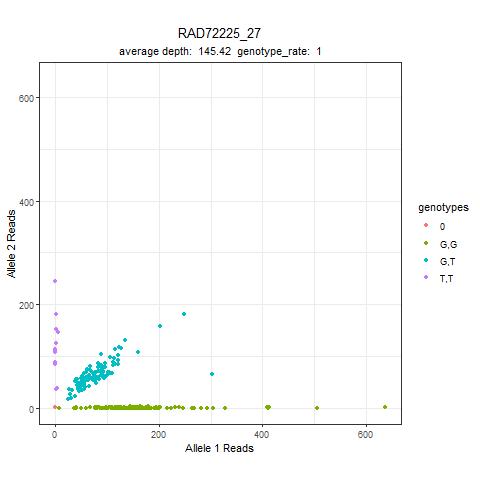 RAD72225_27
average depth:  145.42  genotype_rate:  1
600
400
200
0
Allele 2 Reads
0
200
400
600
Allele 1 Reads
genotypes
0
G,G
G,T
T,T